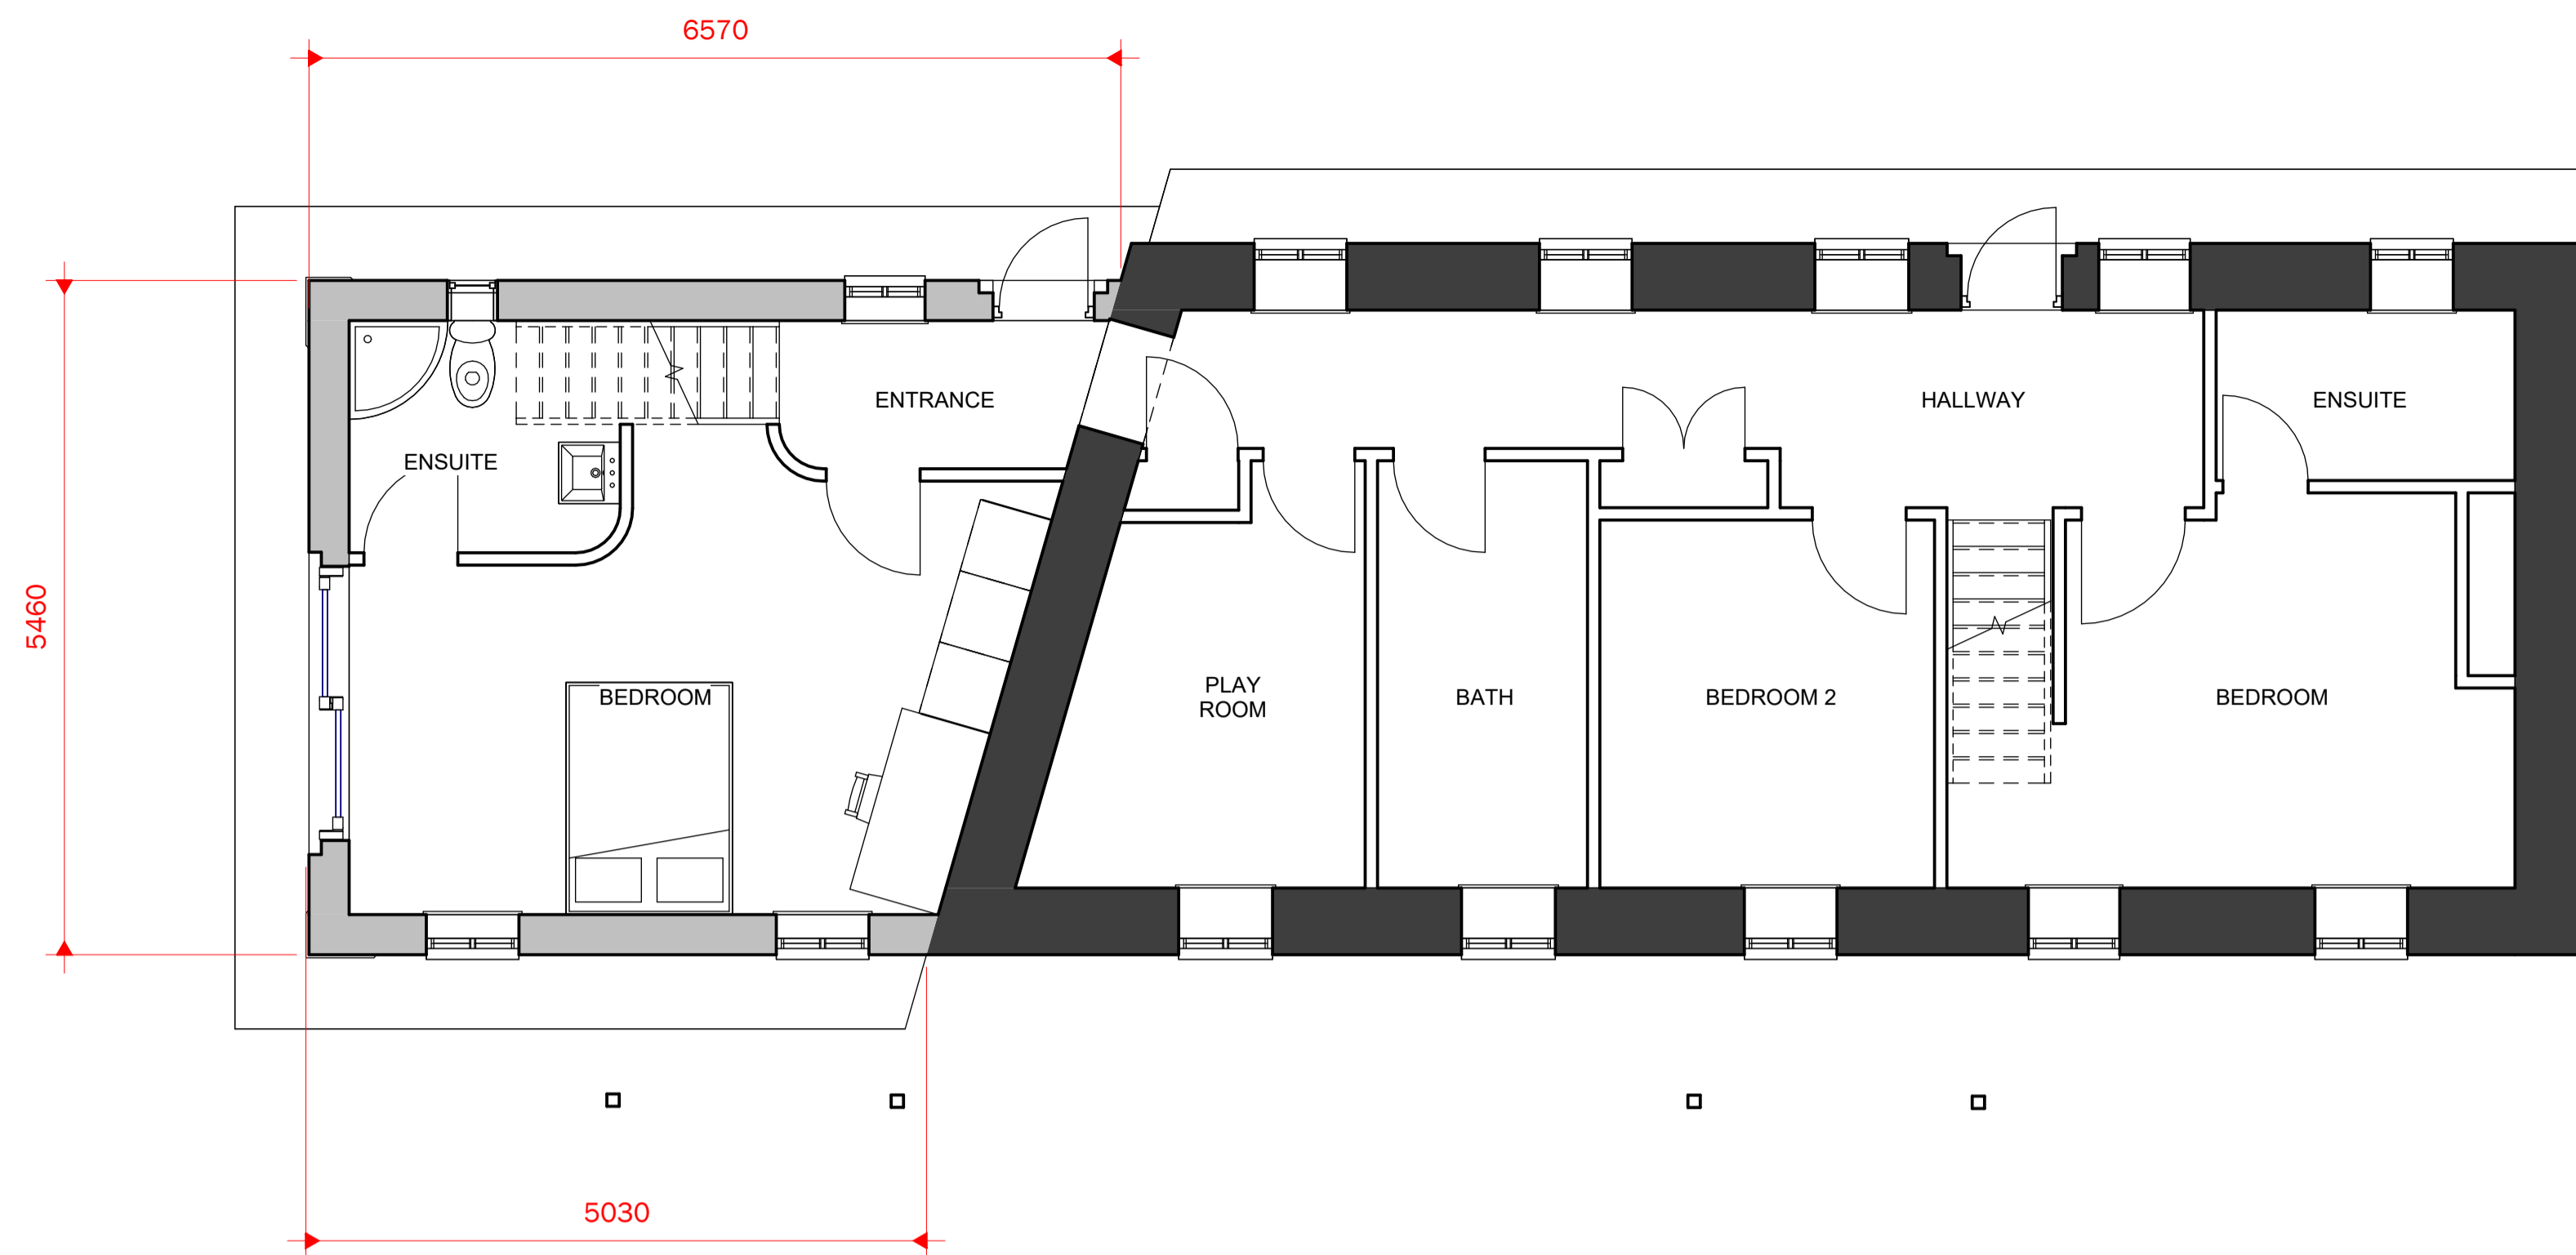 6570
ENTRANCE
HALLWAY
ENSUITE
ENSUITE
5460
BEDROOM
PLAY
ROOM
BATH
BEDROOM 2
BEDROOM
5030